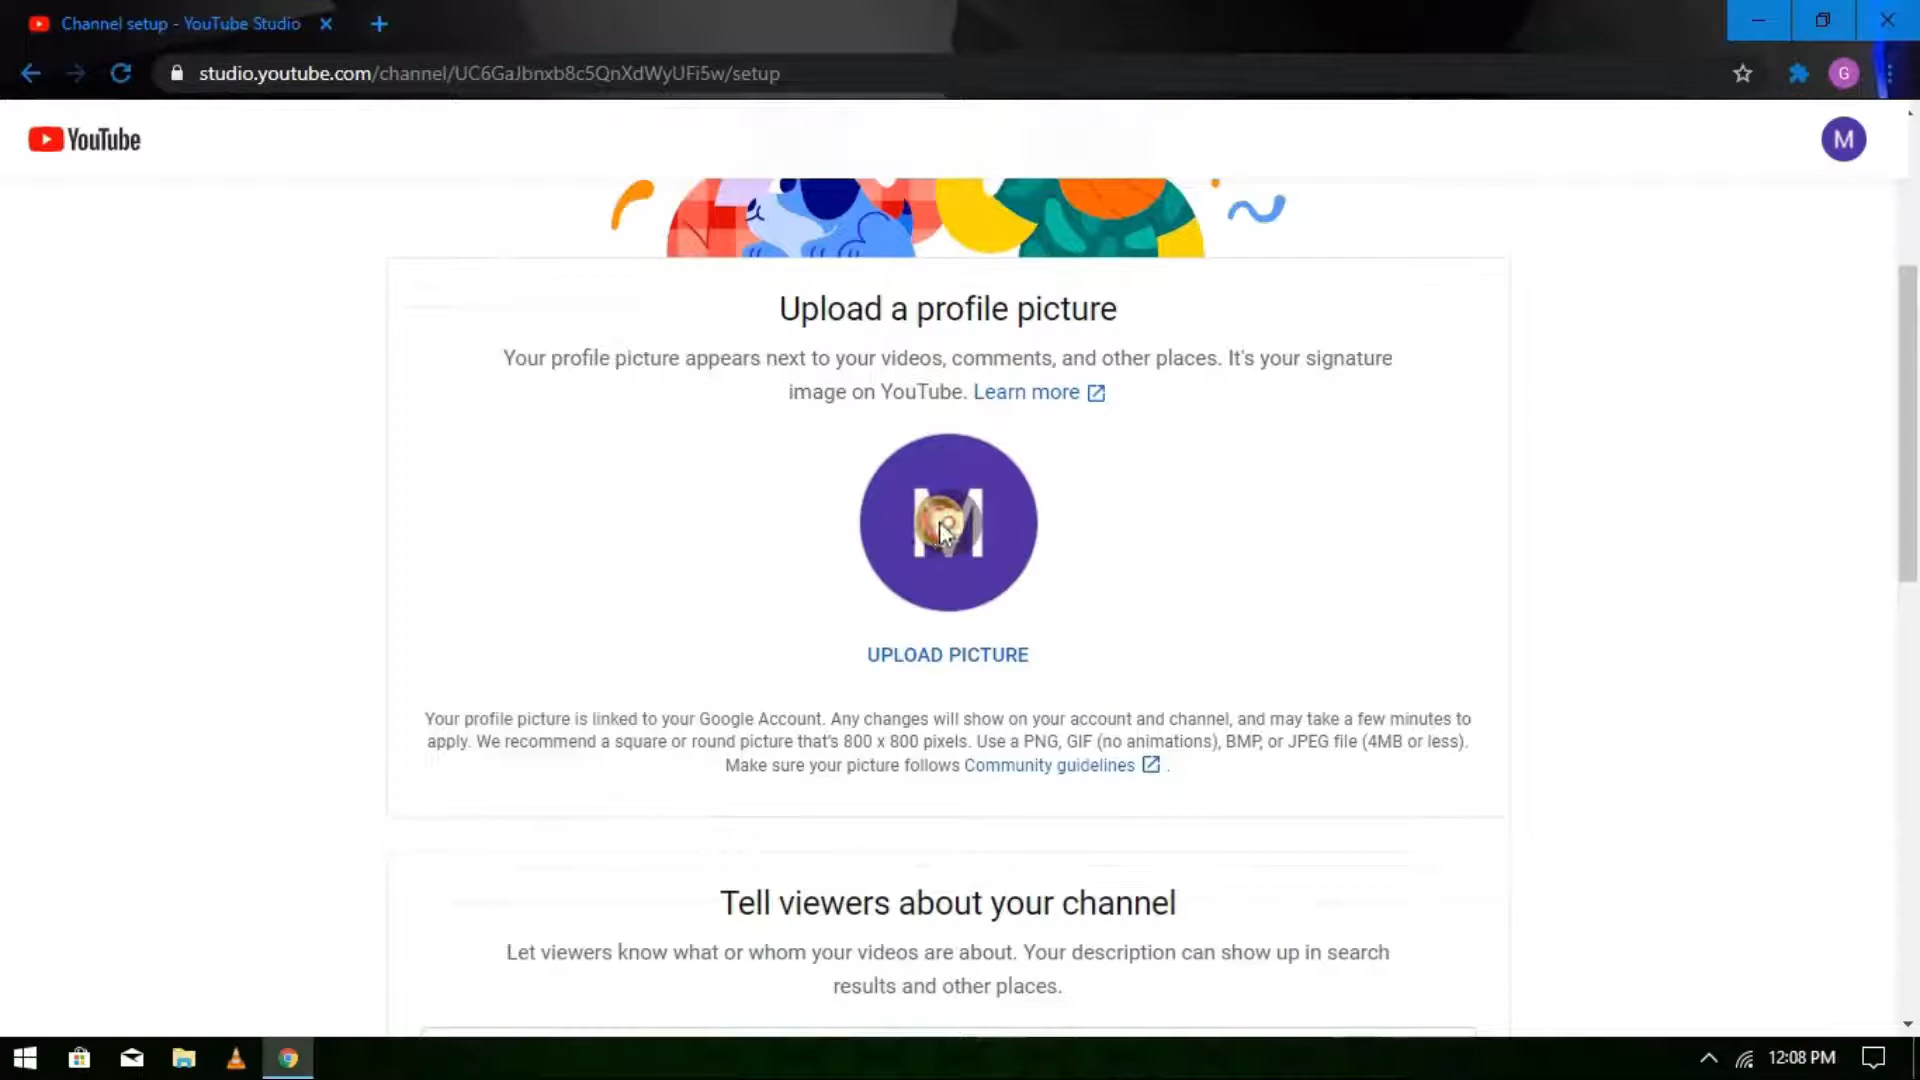 Channel setup - YouTube Studio
studio.youtube.com/channel/UC6GaJbnxb8c5QnXdWyUFi5w/setup
G
YouTube
M
Upload a profile picture
Your profile picture appears next to your videos, comments, and other places. It's your signature
image on YouTube. Learn more
M
UPLOAD PICTURE
Your profile picture is linked to your Google Account. Any changes will show on your account and channel, and may take a few minutes to
apply. We recommend a square or round picture that's 800 x 800 pixels. Use a PNG, GIF (no animations), BMP, or JPEG file (4MB or less).
Make sure your picture follows Community guidelines .
Tell viewers about your channel
Let viewers know what or whom your videos are about. Your description can show up in search
results and other places.
12:08 PM